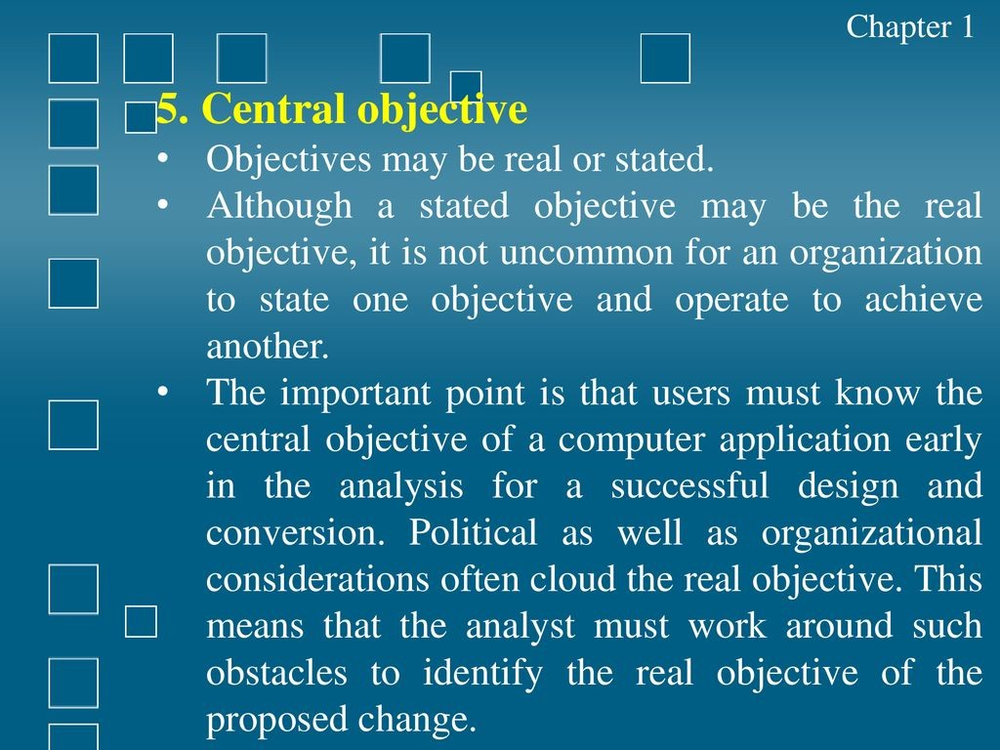 Chapter 1
5. Central objective
• Objectives may be real or stated.
• Although a stated objective may be the real
objective, it is not uncommon for an organization
to state one objective and operate to achieve
another.
• The important point is that users must know the
central objective of a computer application early
in the analysis for a successful design and
conversion. Political as well as organizational
considerations often cloud the real objective. This
means that the analyst must work around such
obstacles to identify the real objective of the
proposed change.